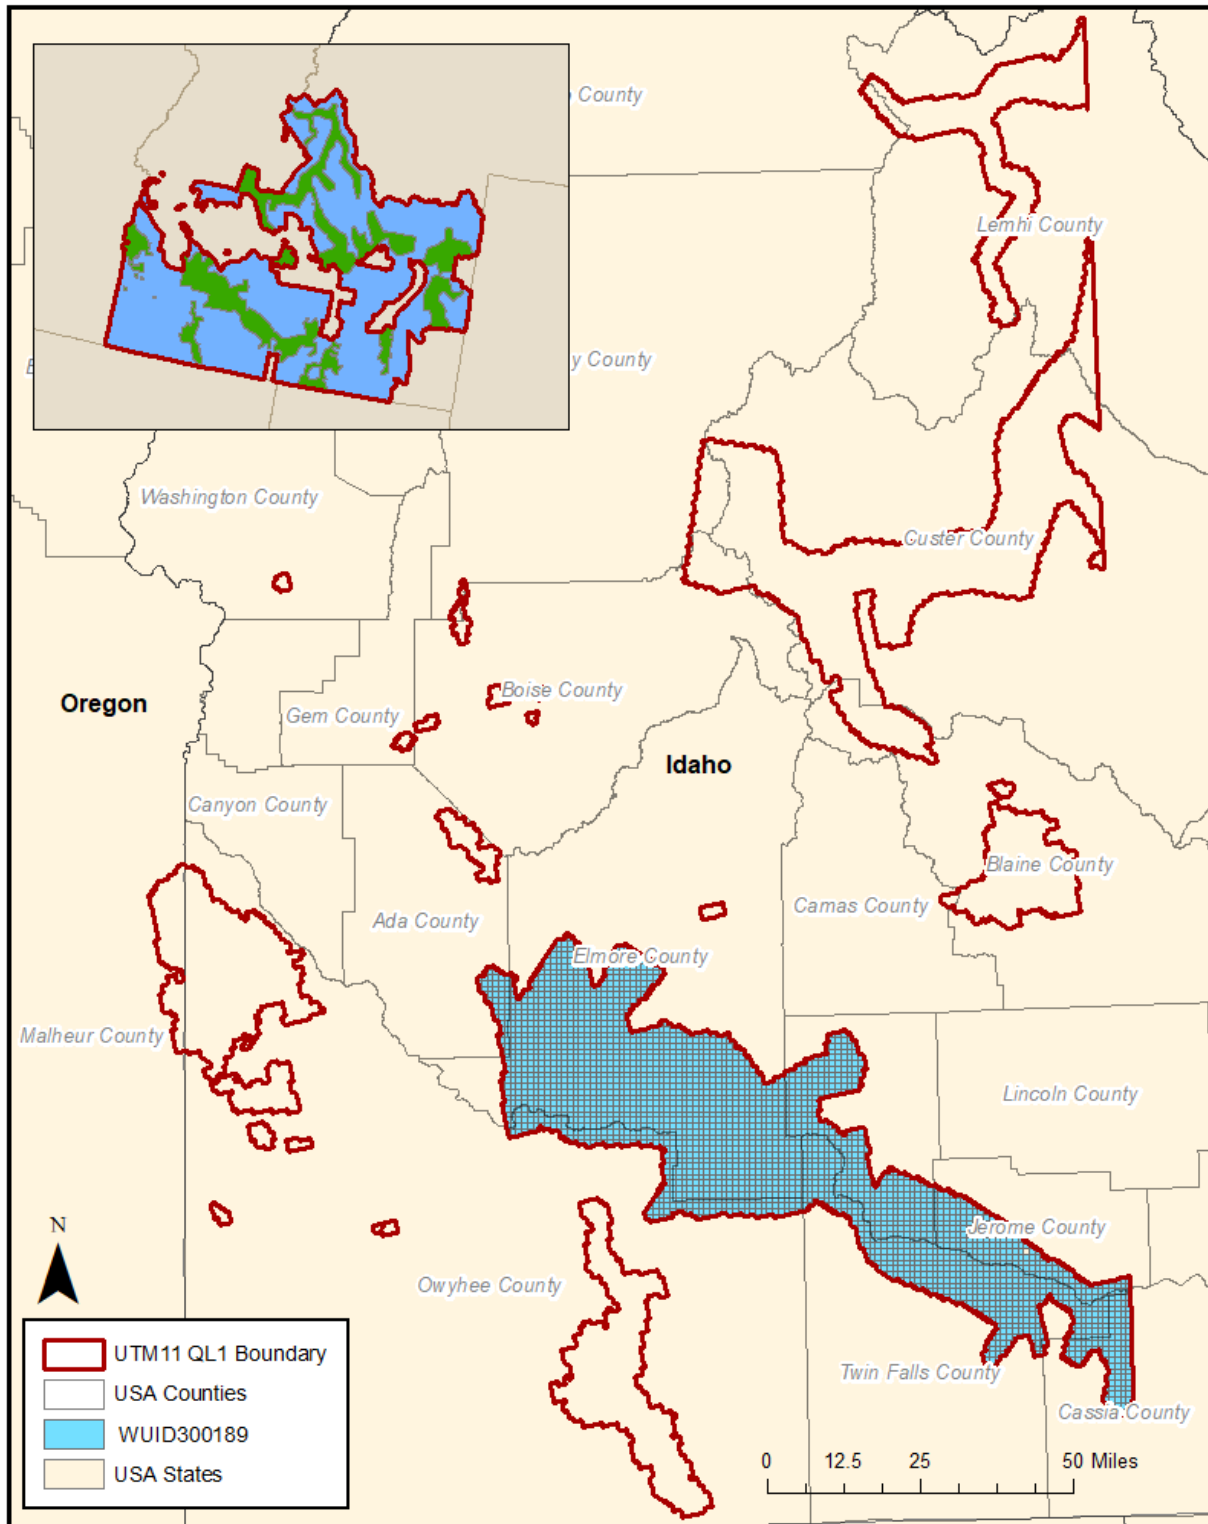 County
Lemhi County
y County
Washington County
Custer County
Oregon
Boise County
Gem County
Idaho
Canyon County
Blaine County
Ada County
Camas County
Elmore County
Malheur County
Lincoln County
Jerome County
N
Owyhee County
UTM11 QL1 Boundary
USA Counties
WUID300189
USA States
Twin Falls County
Cassia County
0 12.5 25 50 Miles